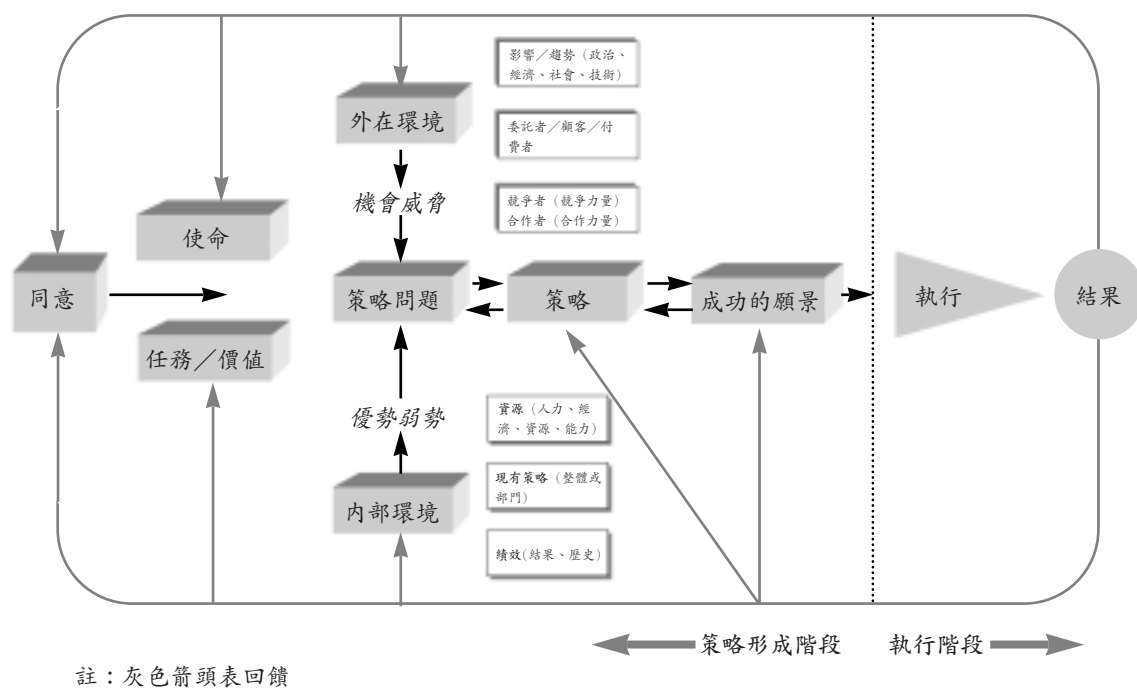 影響／趨勢（政治、
經濟、社會、技術）
外在環境
委託者／顧客／付
費者
機會威脅
競爭者（競爭力量）
合作者（合作力量）
使命
同意
策略問題
策略
成功的願景
執行
結果
任務／價值
優勢弱勢
資源（人力、經
濟、資源、能力）
內部環境
現有策略（整體或
部門）
績效(結果、歷史)
策略形成階段
執行階段
註：灰色箭頭表回饋